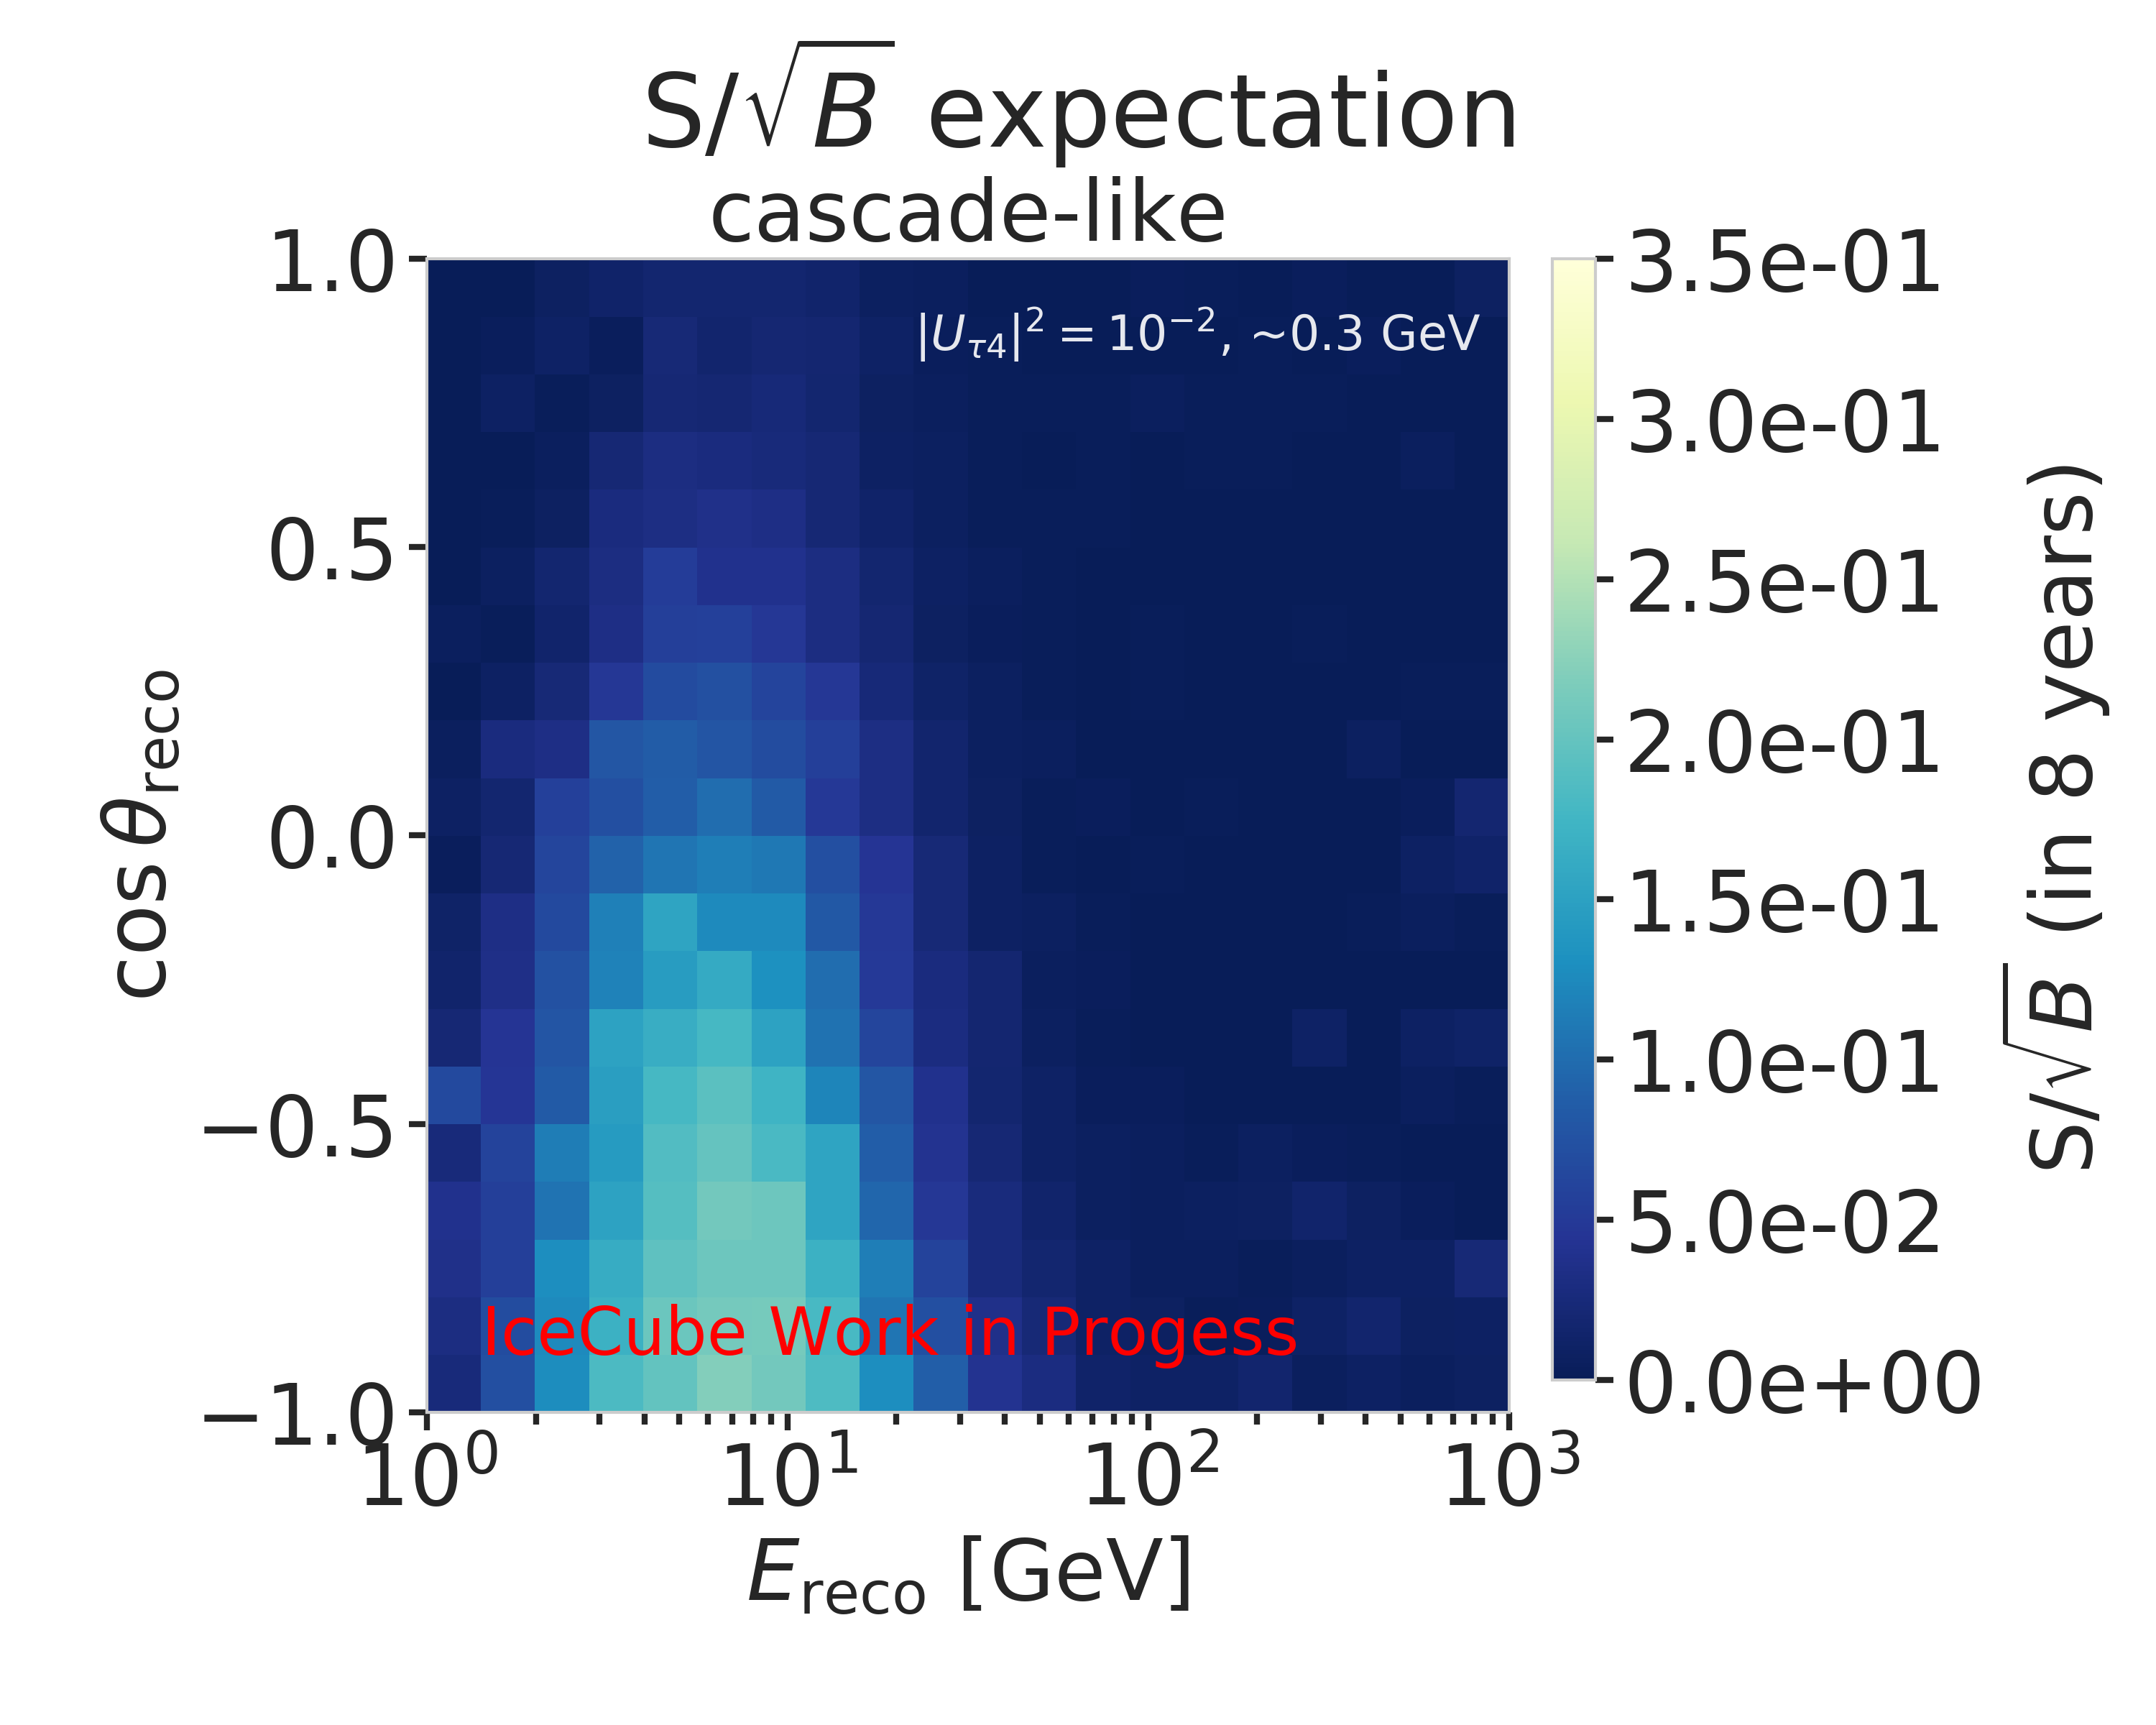 S/√B expectation
cascade-like
|U_τ4|² = 10⁻², ~0.3 GeV
1.0
0.5
0.0
−0.5
−1.0
cos θ_reco
IceCube Work in Progess
10⁰ 10¹ 10² 10³
E_reco [GeV]
3.5e-01
3.0e-01
2.5e-01
2.0e-01
1.5e-01
1.0e-01
5.0e-02
0.0e+00
S/√B (in 8 years)